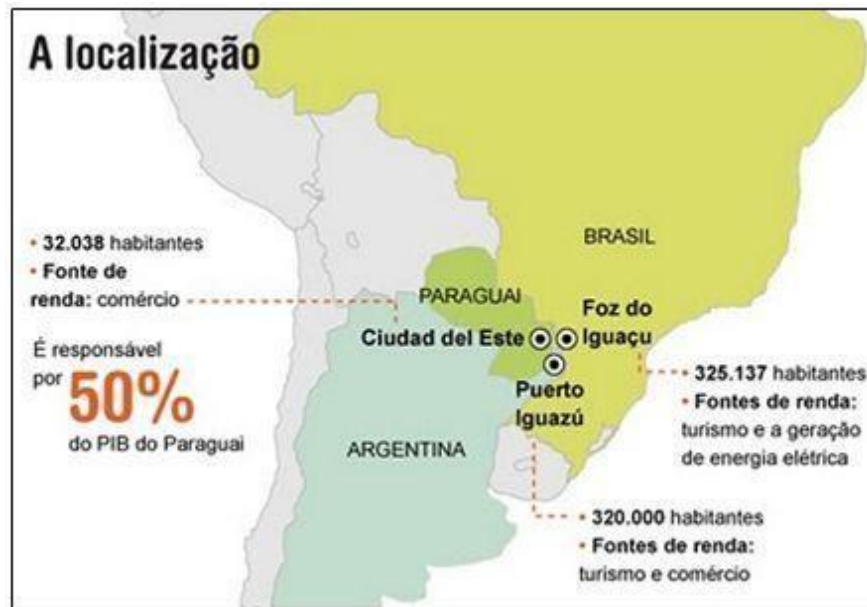 A localização
• 32.038 habitantes
• Fonte de
renda: comércio
É responsável
por 50%
do PIB do Paraguai
BRASIL
PARAGUAI
Foz do
Iguaçu
Ciudad del Este
Puerto
Iguazú
ARGENTINA
• 325.137 habitantes
• Fontes de renda:
turismo e a geração
de energia elétrica
• 320.000 habitantes
• Fontes de renda:
turismo e comércio